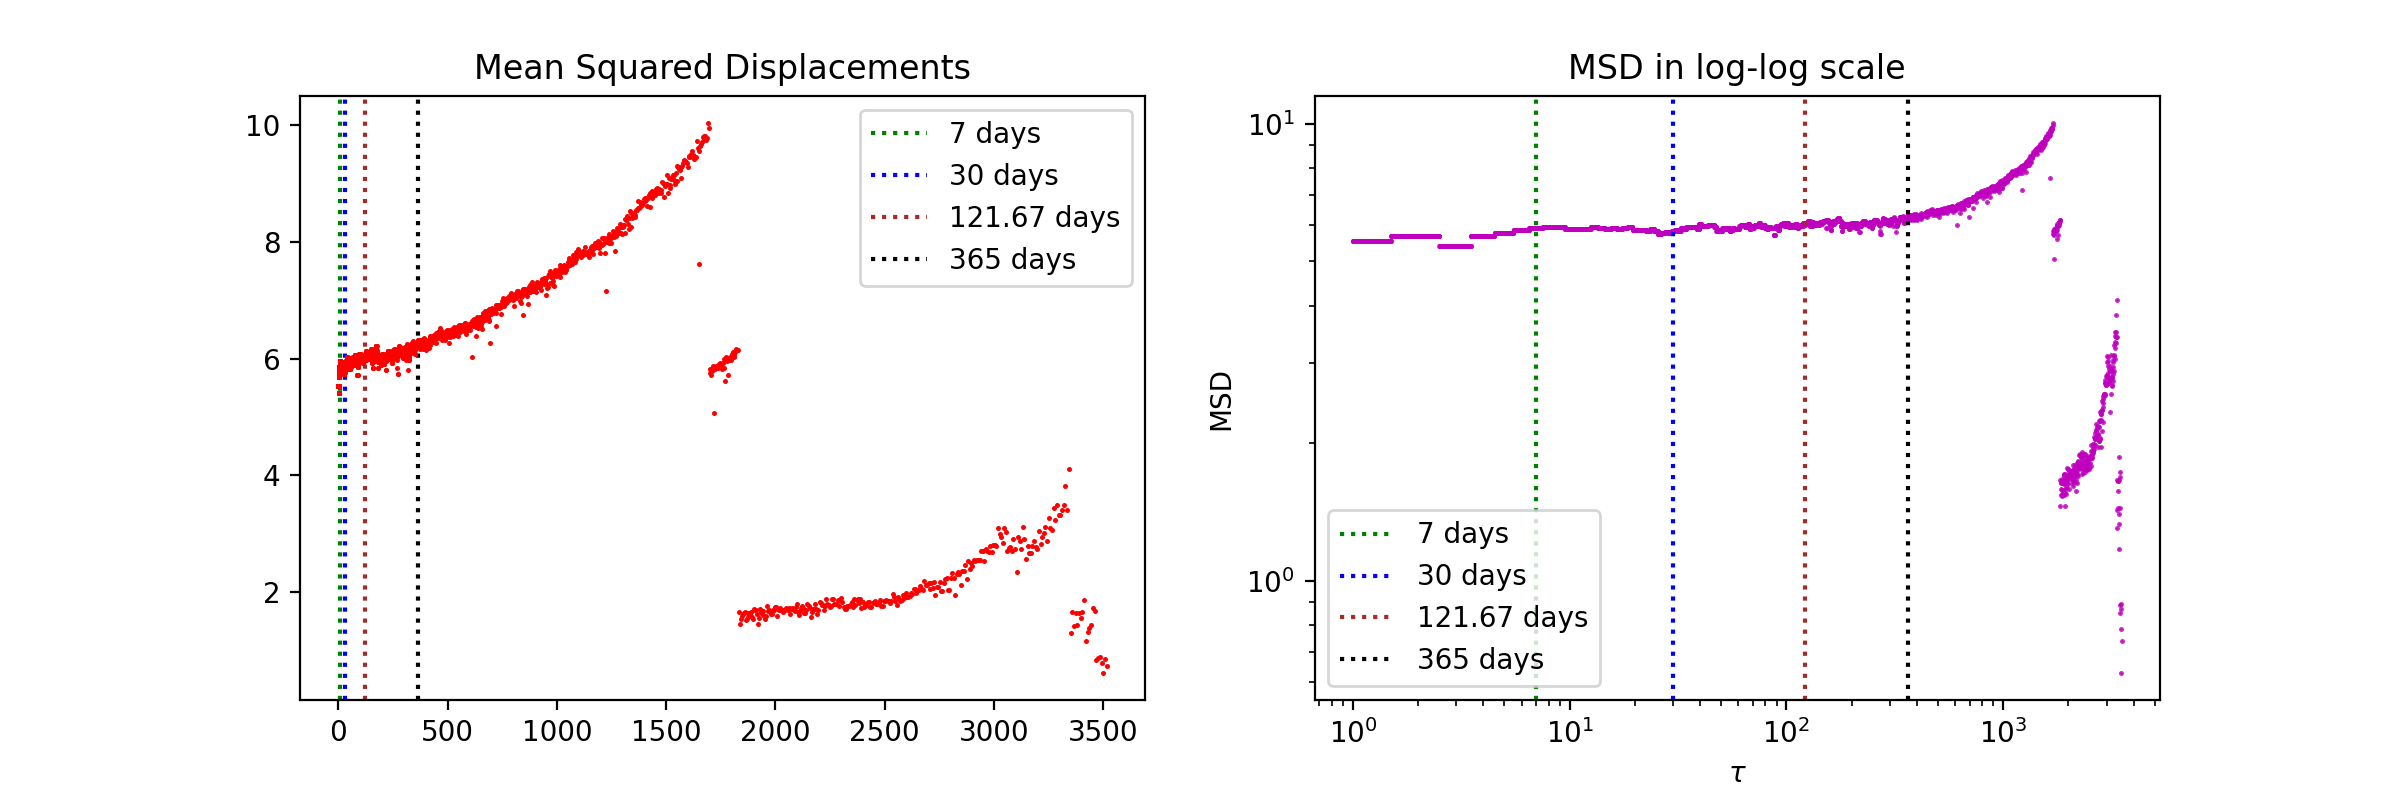 Mean Squared Displacements
10
8
6
4
2
0 500 1000 1500 2000 2500 3000 3500
7 days
30 days
121.67 days
365 days
MSD in log-log scale
MSD
10¹
10⁰
10⁰ 10¹ 10² 10³
τ
7 days
30 days
121.67 days
365 days